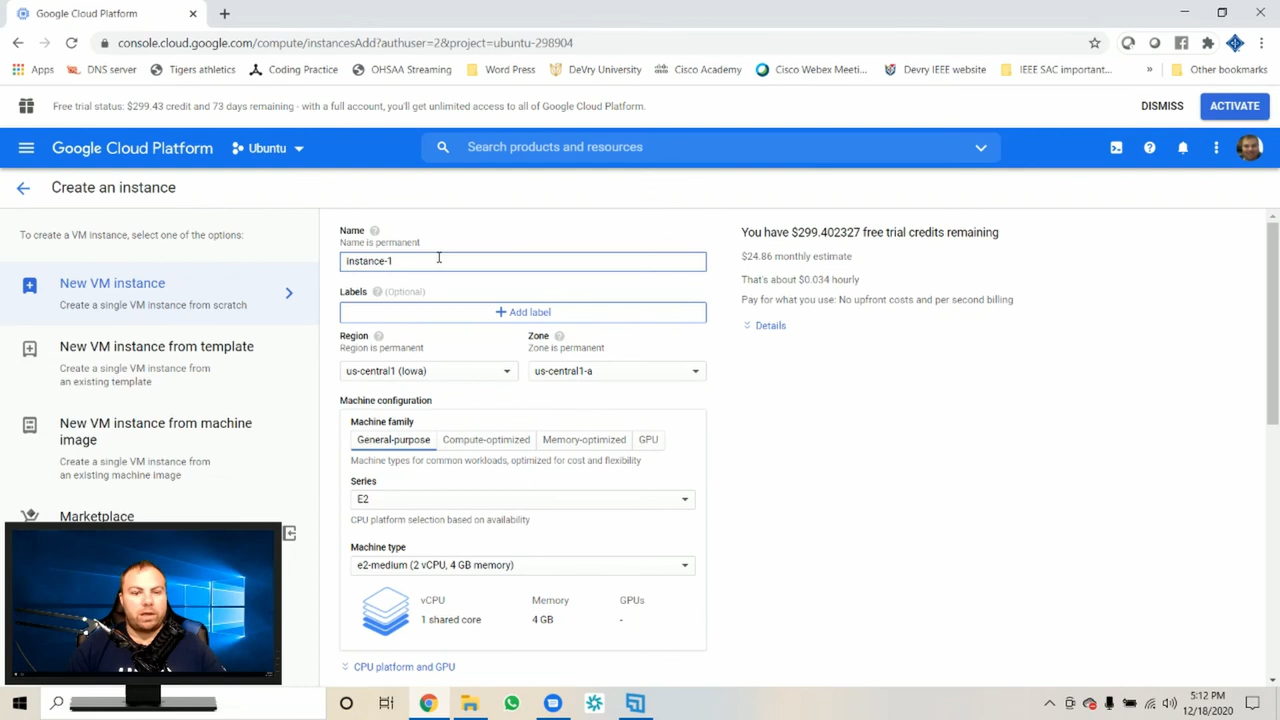 Google Cloud Platform
console.cloud.google.com/compute/instancesAdd?authuser=2&project=ubuntu-298904
Apps DNS server Tigers athletics Coding Practice OHSAA Streaming Word Press DeVry University Cisco Academy Cisco Webex Meeti... Devry IEEE website IEEE SAC important... » Other bookmarks
Free trial status: $299.43 credit and 73 days remaining - with a full account, you'll get unlimited access to all of Google Cloud Platform.
DISMISS
ACTIVATE
Google Cloud Platform
Ubuntu
Search products and resources
Create an instance
To create a VM instance, select one of the options:
New VM instance
Create a single VM instance from scratch
New VM instance from template
Create a single VM instance from
an existing template
New VM instance from machine
image
Create a single VM instance from
an existing machine image
Marketplace
Name
Name is permanent
instance-1
Labels (Optional)
+ Add label
Region
Region is permanent
us-central1 (Iowa)
Zone
Zone is permanent
us-central1-a
Machine configuration
Machine family
General-purpose Compute-optimized Memory-optimized GPU
Machine types for common workloads, optimized for cost and flexibility
Series
E2
CPU platform selection based on availability
Machine type
e2-medium (2 vCPU, 4 GB memory)
vCPU Memory GPUs
1 shared core 4 GB -
CPU platform and GPU
You have $299.402327 free trial credits remaining
$24.86 monthly estimate
That's about $0.034 hourly
Pay for what you use: No upfront costs and per second billing
Details
5:12 PM
12/18/2020